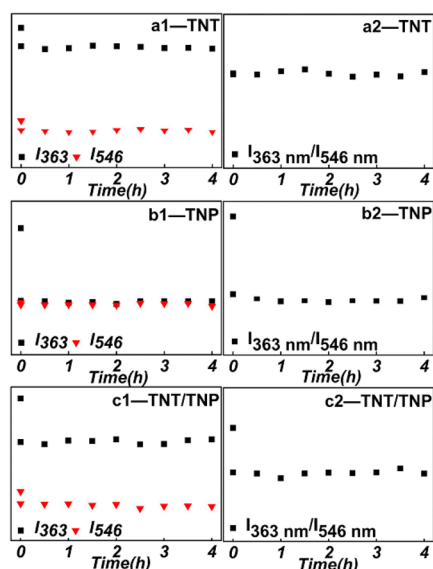 a1—TNT
I363 I546
0 1 2 3 4
Time(h)
a2—TNT
I363 nm/I546 nm
0 1 2 3 4
Time(h)
b1—TNP
I363 I546
0 1 2 3 4
Time(h)
b2—TNP
I363 nm/I546 nm
0 1 2 3 4
Time(h)
c1—TNT/TNP
I363 I546
0 1 2 3 4
Time(h)
c2—TNT/TNP
I363 nm/I546 nm
0 1 2 3 4
Time(h)